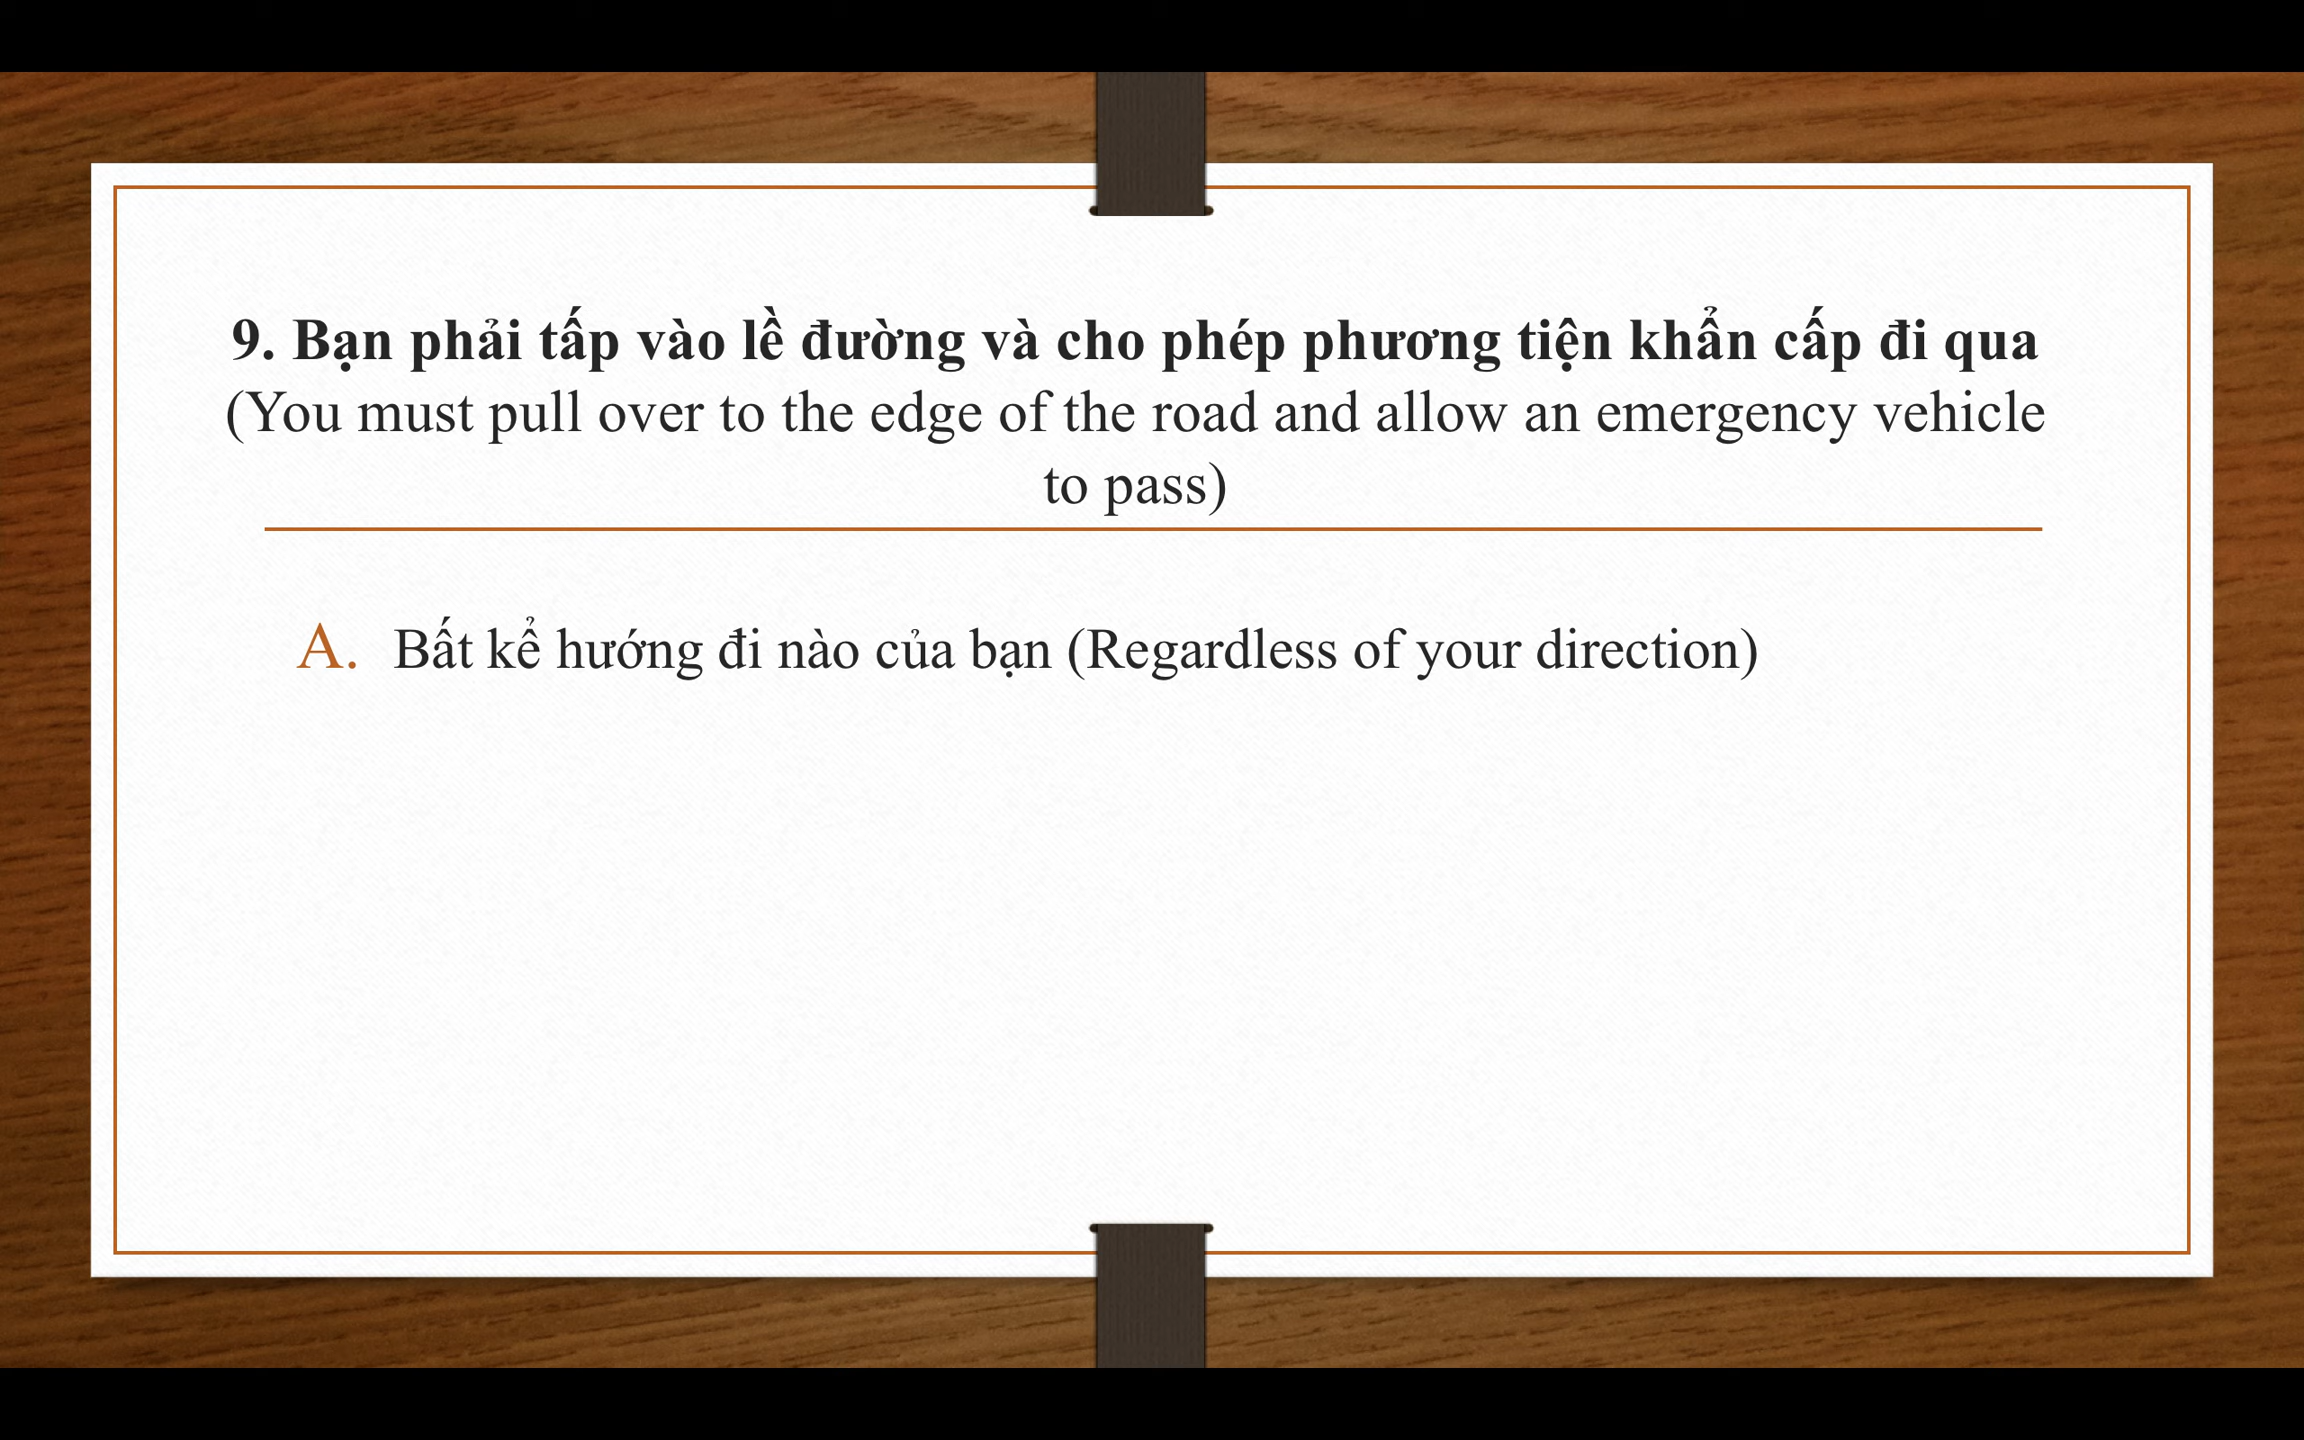 9. Bạn phải tấp vào lề đường và cho phép phương tiện khẩn cấp đi qua
(You must pull over to the edge of the road and allow an emergency vehicle
to pass)
A. Bất kể hướng đi nào của bạn (Regardless of your direction)